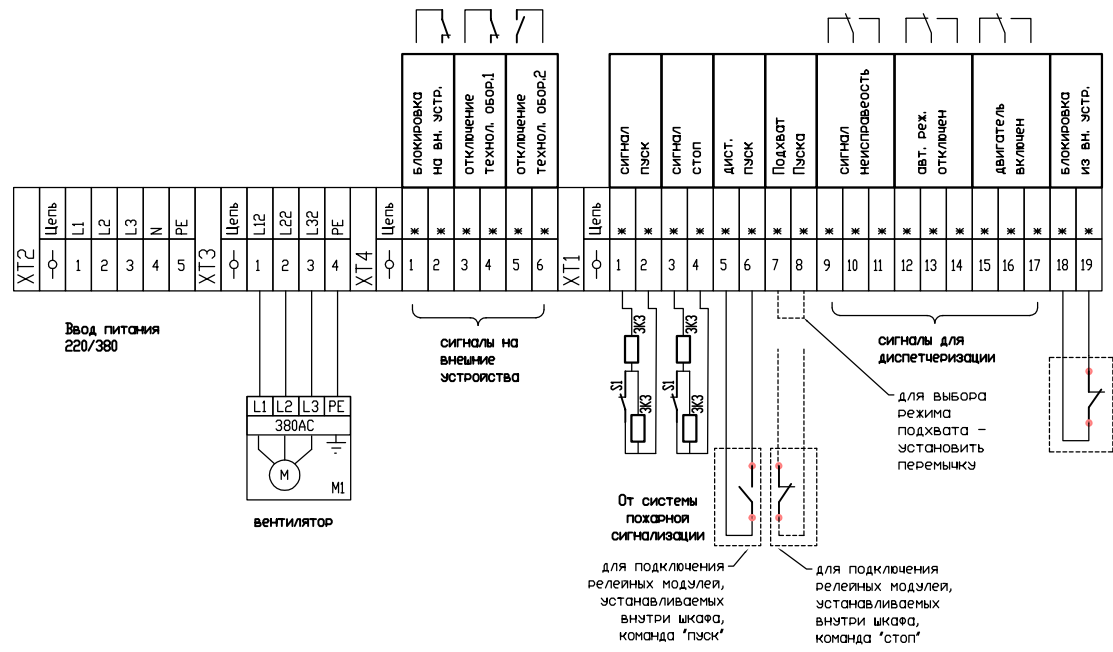 БЛОКИРОВКА
НА ВН. УСТР.
ОТКЛЮЧЕНИЕ
ТЕХНОЛ. ОБОР.1
ОТКЛЮЧЕНИЕ
ТЕХНОЛ. ОБОР.2
СИГНАЛ
ПУСК
СИГНАЛ
СТОП
ДИСТ.
ПУСК
Подхват
Пуска
СИГНАЛ
НЕИСПРАВЕОСТЬ
АВТ. РЕЖ.
ОТКЛЮЧЕН
ДВИГАТЕЛЬ
ВКЛЮЧЕН
БЛОКИРОВКА
ИЗ ВН. УСТР.
XT2 Цепь L1 L2 L3 N PE
1 2 3 4 5
XT3 Цепь L12 L22 L32 PE
1 2 3 4
XT4 Цепь * * * * * *
1 2 3 4 5 6
XT1 Цепь * * * * * * * * * * * * * * * * * * *
1 2 3 4 5 6 7 8 9 10 11 12 13 14 15 16 17 18 19
Ввод питания
220/380
СИГНАЛЫ НА
ВНЕШНИЕ
УСТРОЙСТВА
L1 L2 L3 PE
380AC
M
M1
ВЕНТИЛЯТОР
ЭКЗ
S1
ЭКЗ
ЭКЗ
S1
ЭКЗ
СИГНАЛЫ ДЛЯ
ДИСПЕТЧЕРИЗАЦИИ
ДЛЯ ВЫБОРА
РЕЖИМА
ПОДХВАТА -
УСТАНОВИТЬ
ПЕРЕМЫЧКУ
От СИСТЕМЫ
ПОЖАРНОЙ
СИГНАЛИЗАЦИИ
ДЛЯ ПОДКЛЮЧЕНИЯ
РЕЛЕЙНЫХ МОДУЛЕЙ,
УСТАНАВЛИВАЕМЫХ
ВНУТРИ ШКАФА,
КОМАНДА "ПУСК"
ДЛЯ ПОДКЛЮЧЕНИЯ
РЕЛЕЙНЫХ МОДУЛЕЙ,
УСТАНАВЛИВАЕМЫХ
ВНУТРИ ШКАФА,
КОМАНДА "СТОП"